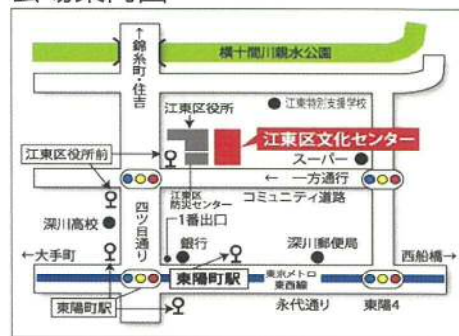 会場案内図
↑錦糸町・住吉
横十間川親水公園
江東区役所
江東特別支援学校
江東区文化センター
江東区役所前
スーパー
← 一方通行
江東区
防災センター
コミュニティ道路
深川高校
四ツ目通り
1番出口
銀行
深川郵便局
←大手町
西船橋→
東陽町駅
東京メトロ
東西線
東陽町駅
永代通り
東陽4